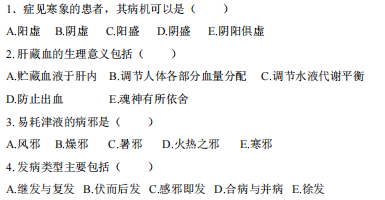 1．症见寒象的患者，其病机可以是（ ）
A.阳虚 B.阴虚 C.阳盛 D.阴盛 E.阴阳俱虚
2. 肝藏血的生理意义包括（ ）
A.贮藏血液于肝内 B.调节人体各部分血量分配 C.调节水液代谢平衡
D.防止出血 E.魂神有所依舍
3. 易耗津液的病邪是（ ）
A.风邪 B.燥邪 C.暑邪 D.火热之邪 E.寒邪
4. 发病类型主要包括（ ）
A.继发与复发 B.伏而后发 C.感邪即发 D.合病与并病 E.徐发